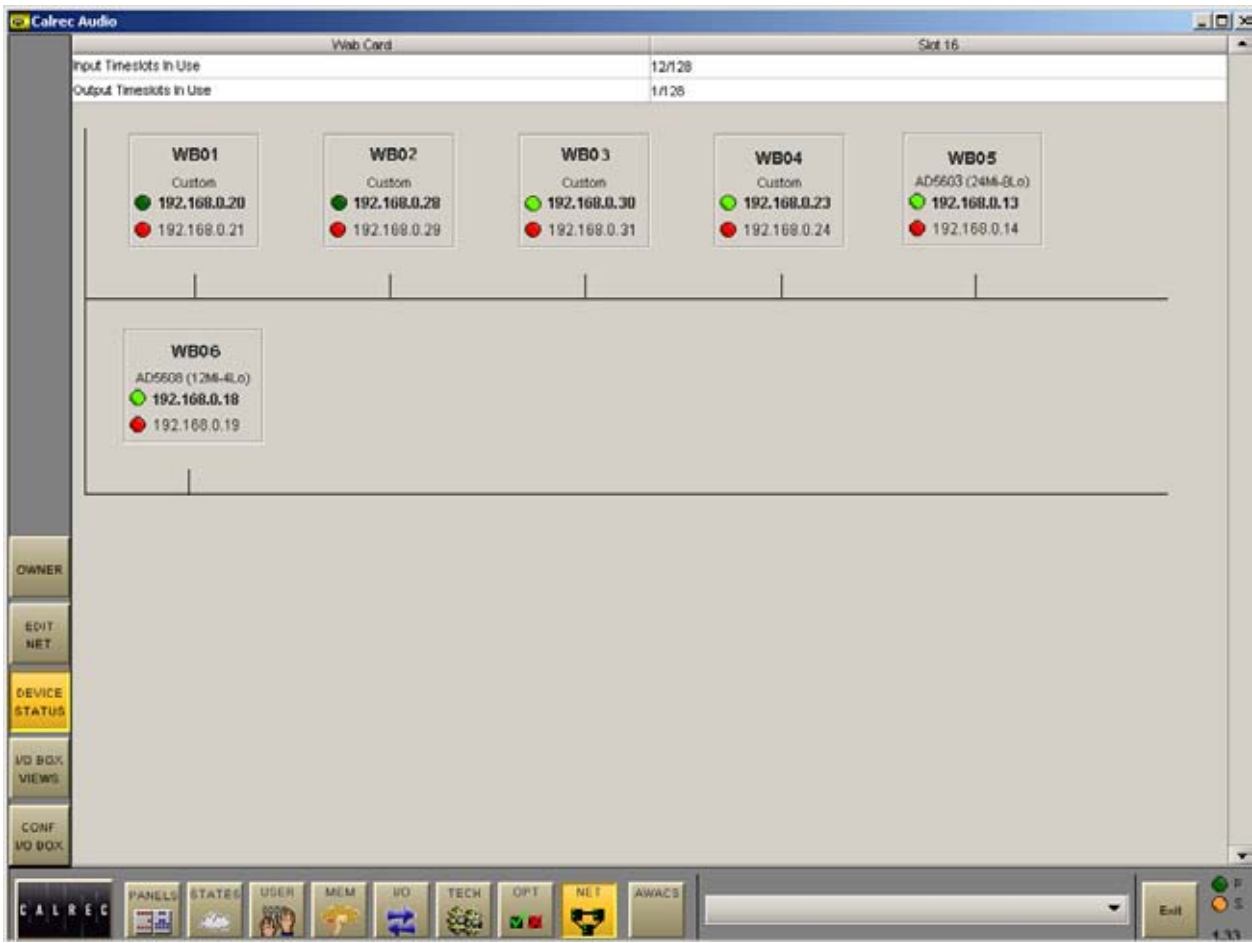 Calrec Audio
Wab Card Slot 16
Input Timeslots In Use 12/128
Output Timeslots In Use 1/128
WB01 WB02 WB03 WB04 WB05
Custom Custom Custom Custom AD5603 (24Mi-8Lo)
192.168.0.20 192.168.0.28 192.168.0.30 192.168.0.23 192.168.0.13
192.168.0.21 192.168.0.29 192.168.0.31 192.168.0.24 192.168.0.14
WB06
AD5608 (12Mi-4Lo)
192.168.0.18
192.168.0.19
OWNER
EDIT
NET
DEVICE
STATUS
I/O BOX
VIEWS
CONF
I/O BOX
CALREC PANELS STATES USER MEM I/O TECH OPT NET AWACS Exit P
S
1.33